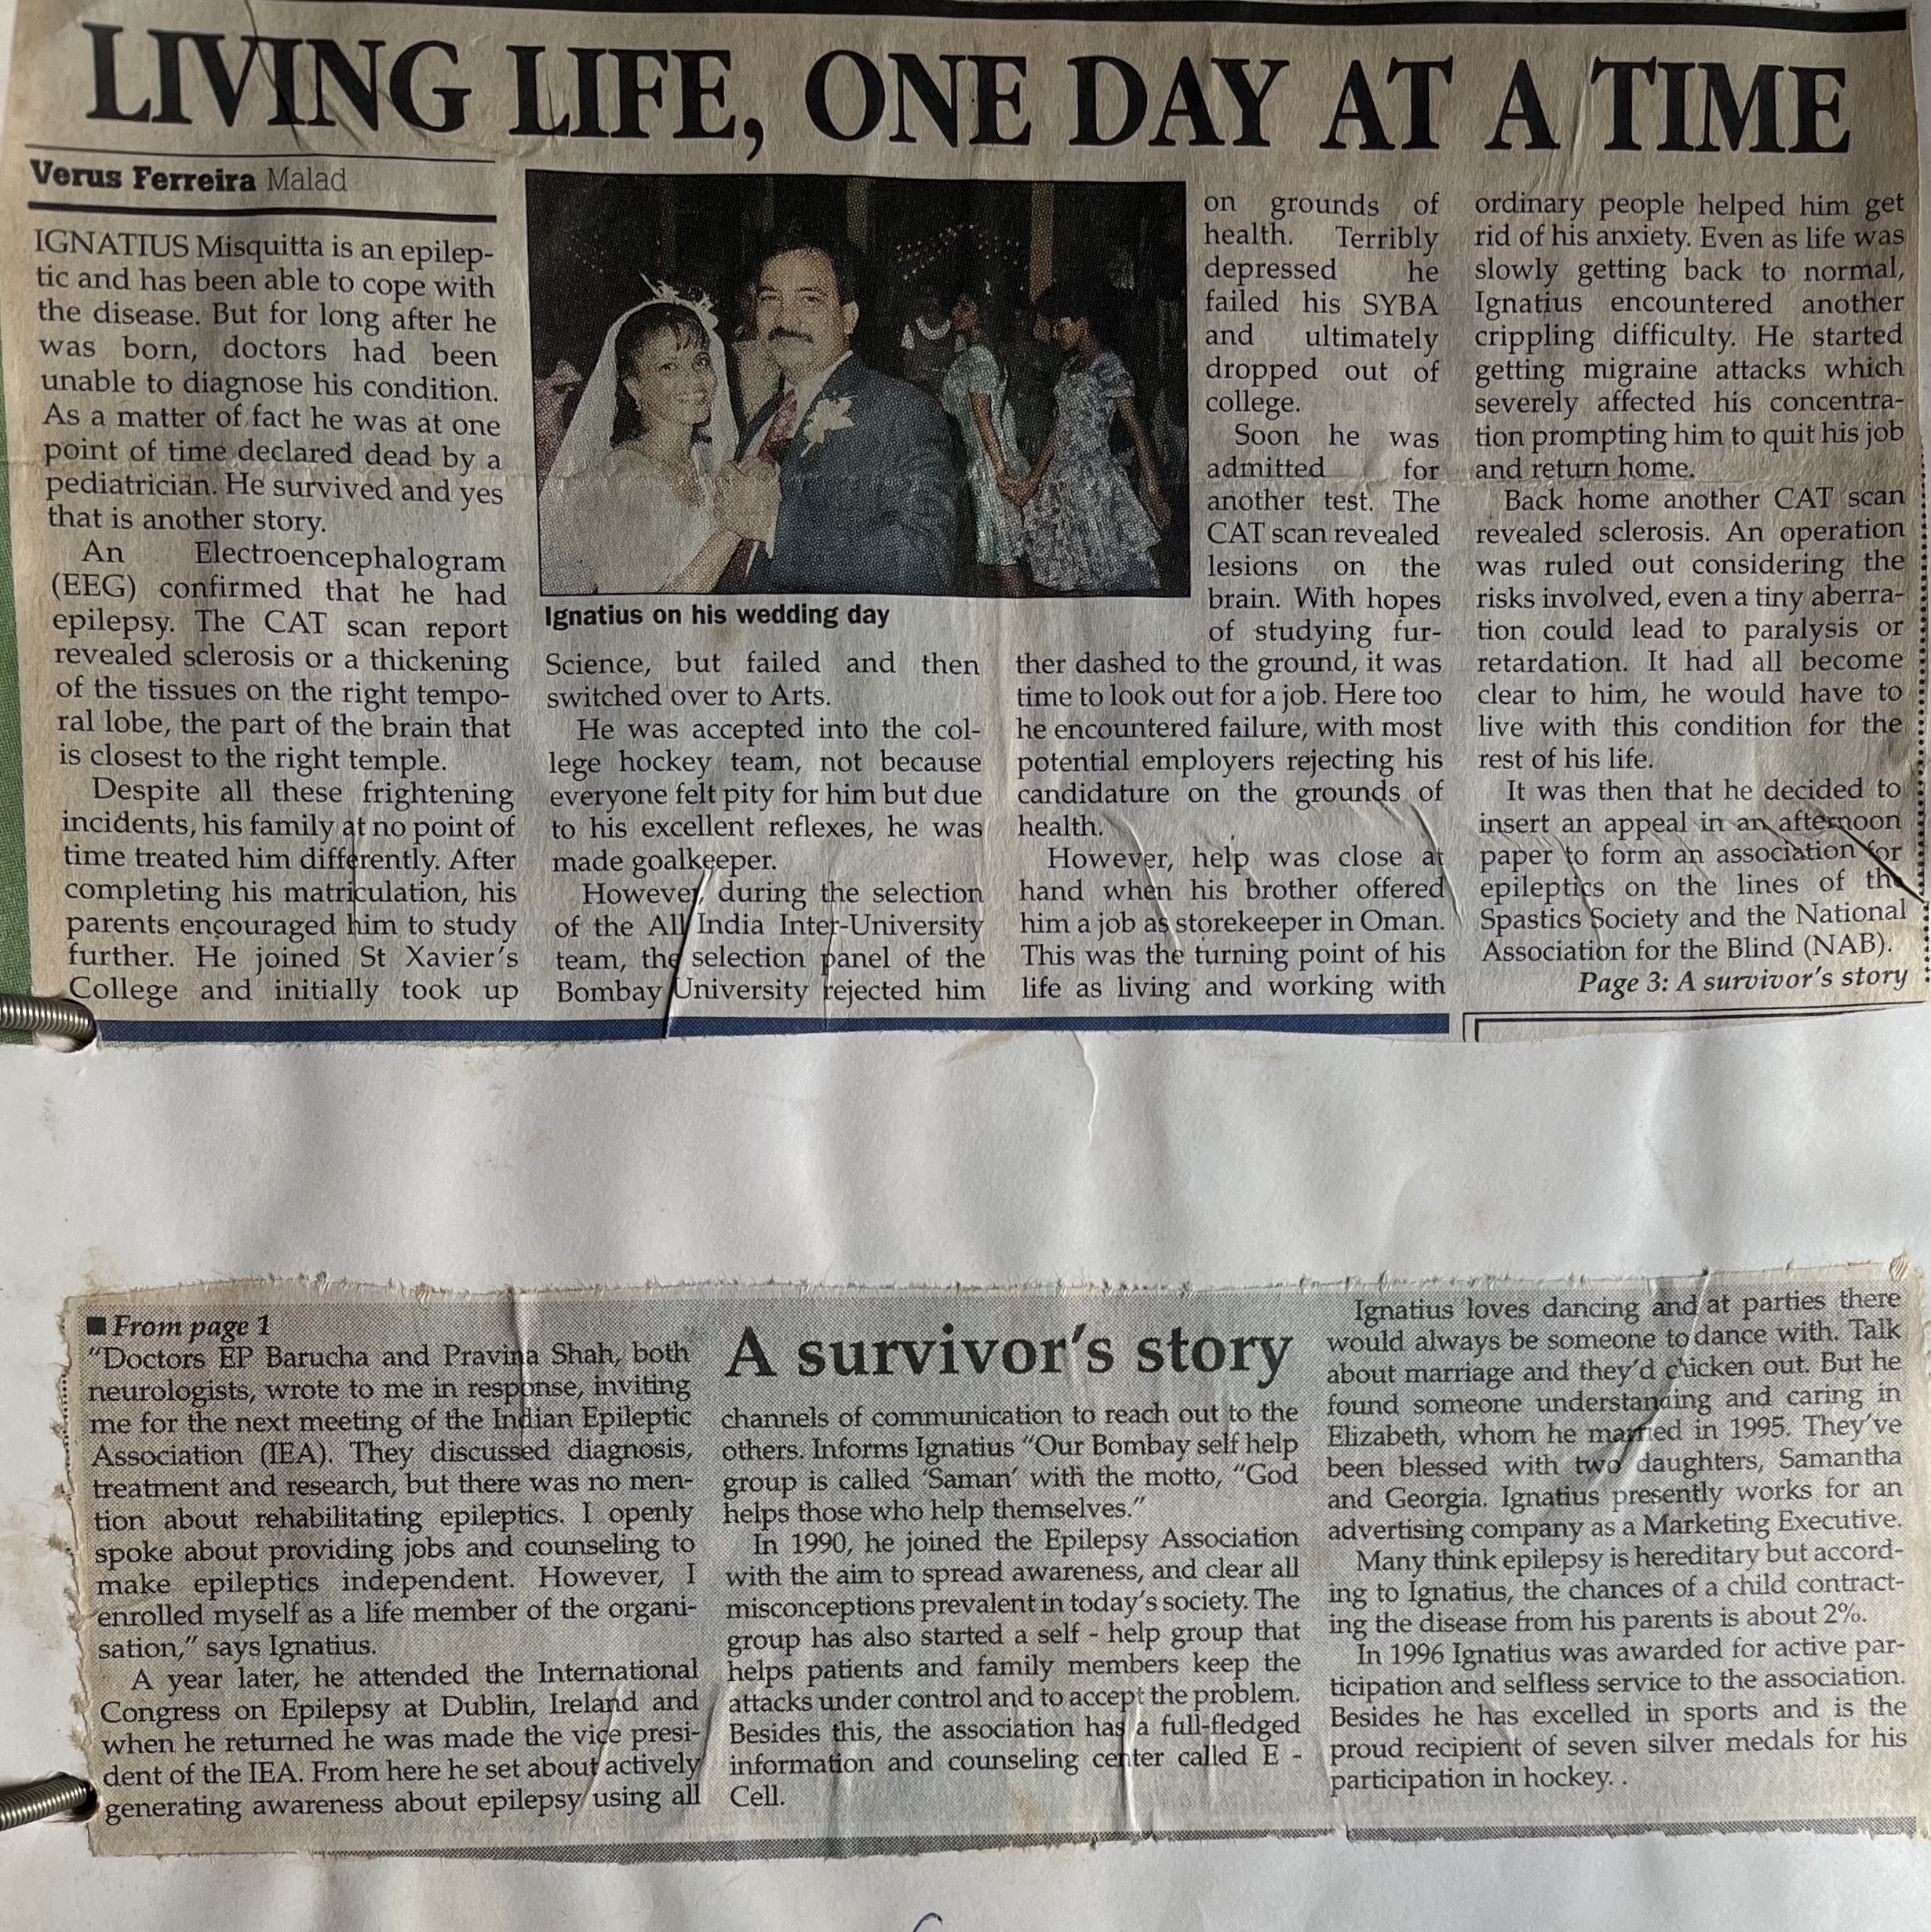 LIVING LIFE, ONE DAY AT A TIME
Verus Ferreira Malad
IGNATIUS Misquitta is an epilep-
tic and has been able to cope with
the disease. But for long after he
was born, doctors had been
unable to diagnose his condition.
As a matter of fact he was at one
point of time declared dead by a
pediatrician. He survived and yes
that is another story.
An Electroencephalogram
(EEG) confirmed that he had
epilepsy. The CAT scan report
revealed sclerosis or a thickening
of the tissues on the right tempo-
ral lobe, the part of the brain that
is closest to the right temple.
Despite all these frightening
incidents, his family at no point of
time treated him differently. After
completing his matriculation, his
parents encouraged him to study
further. He joined St Xavier's
College and initially took up
Ignatius on his wedding day
Science, but failed and then
switched over to Arts.
He was accepted into the col-
lege hockey team, not because
everyone felt pity for him but due
to his excellent reflexes, he was
made goalkeeper.
However, during the selection
of the All India Inter-University
team, the selection panel of the
Bombay University rejected him
on grounds of
health. Terribly
depressed he
failed his SYBA
and ultimately
dropped out of
college.
Soon he was
admitted for
another test. The
CAT scan revealed
lesions on the
brain. With hopes
of studying fur-
ther dashed to the ground, it was
time to look out for a job. Here too
he encountered failure, with most
potential employers rejecting his
candidature on the grounds of
health.
However, help was close at
hand when his brother offered
him a job as storekeeper in Oman.
This was the turning point of his
life as living and working with
ordinary people helped him get
rid of his anxiety. Even as life was
slowly getting back to normal,
Ignatius encountered another
crippling difficulty. He started
getting migraine attacks which
severely affected his concentra-
tion prompting him to quit his job
and return home.
Back home another CAT scan
revealed sclerosis. An operation
was ruled out considering the
risks involved, even a tiny aberra-
tion could lead to paralysis or
retardation. It had all become
clear to him, he would have to
live with this condition for the
rest of his life.
It was then that he decided to
insert an appeal in an afternoon
paper to form an association for
epileptics on the lines of the
Spastics Society and the National
Association for the Blind (NAB).
Page 3: A survivor's story
■ From page 1
"Doctors EP Barucha and Pravina Shah, both
neurologists, wrote to me in response, inviting
me for the next meeting of the Indian Epileptic
Association (IEA). They discussed diagnosis,
treatment and research, but there was no men-
tion about rehabilitating epileptics. I openly
spoke about providing jobs and counseling to
make epileptics independent. However, I
enrolled myself as a life member of the organi-
sation," says Ignatius.
A year later, he attended the International
Congress on Epilepsy at Dublin, Ireland and
when he returned he was made the vice presi-
dent of the IEA. From here he set about actively
generating awareness about epilepsy using all
A survivor's story
channels of communication to reach out to the
others. Informs Ignatius "Our Bombay self help
group is called 'Saman' with the motto, "God
helps those who help themselves."
In 1990, he joined the Epilepsy Association
with the aim to spread awareness, and clear all
misconceptions prevalent in today's society. The
group has also started a self - help group that
helps patients and family members keep the
attacks under control and to accept the problem.
Besides this, the association has a full-fledged
information and counseling center called E -
Cell.
Ignatius loves dancing and at parties there
would always be someone to dance with. Talk
about marriage and they'd chicken out. But he
found someone understanding and caring in
Elizabeth, whom he married in 1995. They've
been blessed with two daughters, Samantha
and Georgia. Ignatius presently works for an
advertising company as a Marketing Executive.
Many think epilepsy is hereditary but accord-
ing to Ignatius, the chances of a child contract-
ing the disease from his parents is about 2%.
In 1996 Ignatius was awarded for active par-
ticipation and selfless service to the association.
Besides he has excelled in sports and is the
proud recipient of seven silver medals for his
participation in hockey. .